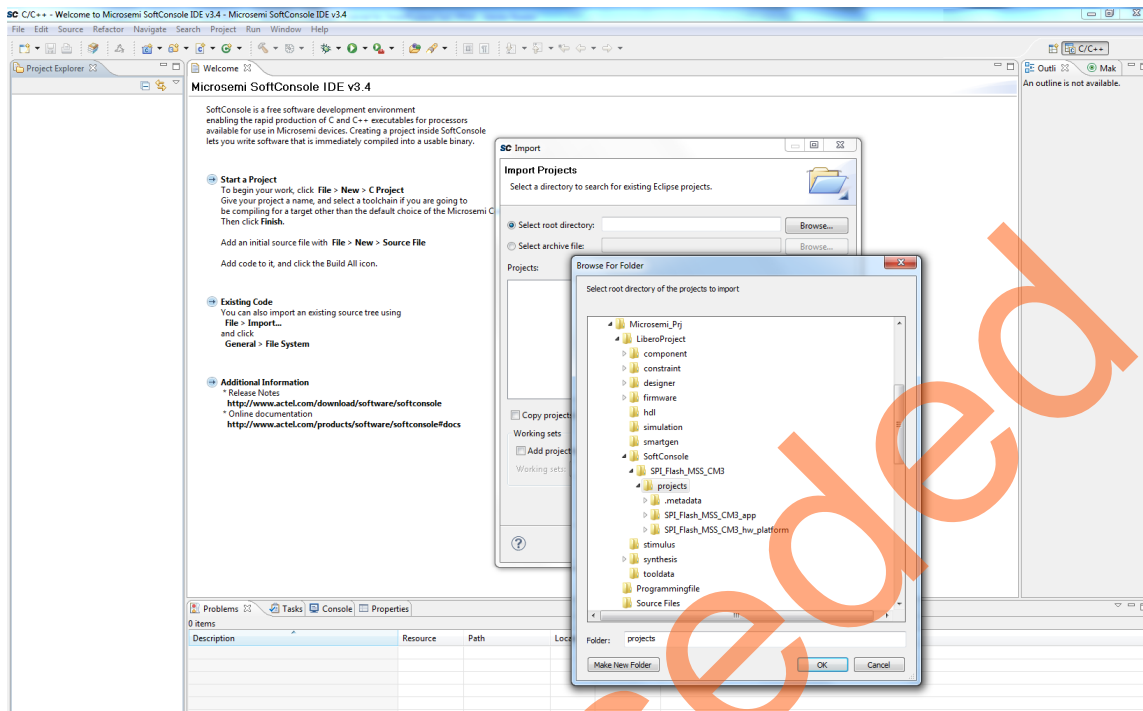 SC C/C++ - Welcome to Microsemi SoftConsole IDE v3.4 - Microsemi SoftConsole IDE v3.4
File Edit Source Refactor Navigate Search Project Run Window Help
C/C++
Project Explorer
Welcome
Outli
Mak
An outline is not available.
Microsemi SoftConsole IDE v3.4
SoftConsole is a free software development environment
enabling the rapid production of C and C++ executables for processors
available for use in Microsemi devices. Creating a project inside SoftConsole
lets you write software that is immediately compiled into a usable binary.
Start a Project
To begin your work, click File > New > C Project
Give your project a name, and select a toolchain if you are going to
be compiling for a target other than the default choice of the Microsemi C
Then click Finish.
Add an initial source file with File > New > Source File
Add code to it, and click the Build All icon.
Existing Code
You can also import an existing source tree using
File > Import...
and click
General > File System
Additional Information
* Release Notes
http://www.actel.com/download/software/softconsole
* Online documentation
http://www.actel.com/products/software/softconsole#docs
SC Import
Import Projects
Select a directory to search for existing Eclipse projects.
Select root directory:
Browse...
Select archive file:
Browse...
Projects:
Copy projects
Working sets
Add project
Working sets:
Browse For Folder
Select root directory of the projects to import
Microsemi_Prj
LiberoProject
component
constraint
designer
firmware
hdl
simulation
smartgen
SoftConsole
SPI_Flash_MSS_CM3
projects
.metadata
SPI_Flash_MSS_CM3_app
SPI_Flash_MSS_CM3_hw_platform
stimulus
synthesis
tooldata
Programmingfile
Source Files
Folder: projects
Make New Folder
OK
Cancel
Problems
Tasks
Console
Properties
0 items
Description
Resource
Path
Loca